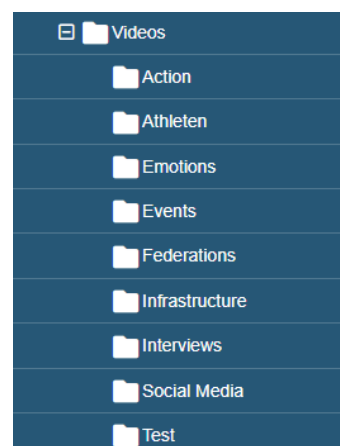 Videos
Action
Athleten
Emotions
Events
Federations
Infrastructure
Interviews
Social Media
Test